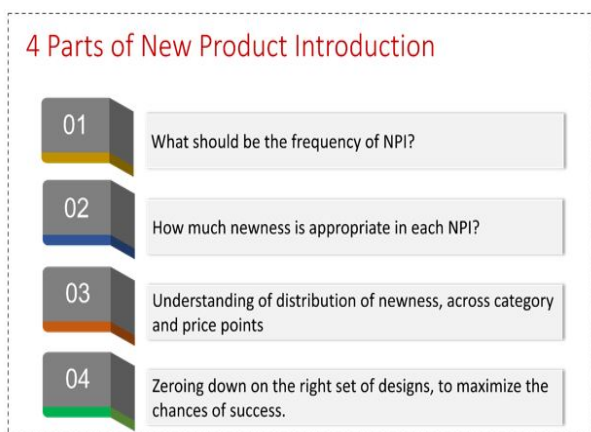 4 Parts of New Product Introduction
01
What should be the frequency of NPI?
02
How much newness is appropriate in each NPI?
03
Understanding of distribution of newness, across category
and price points
04
Zeroing down on the right set of designs, to maximize the
chances of success.